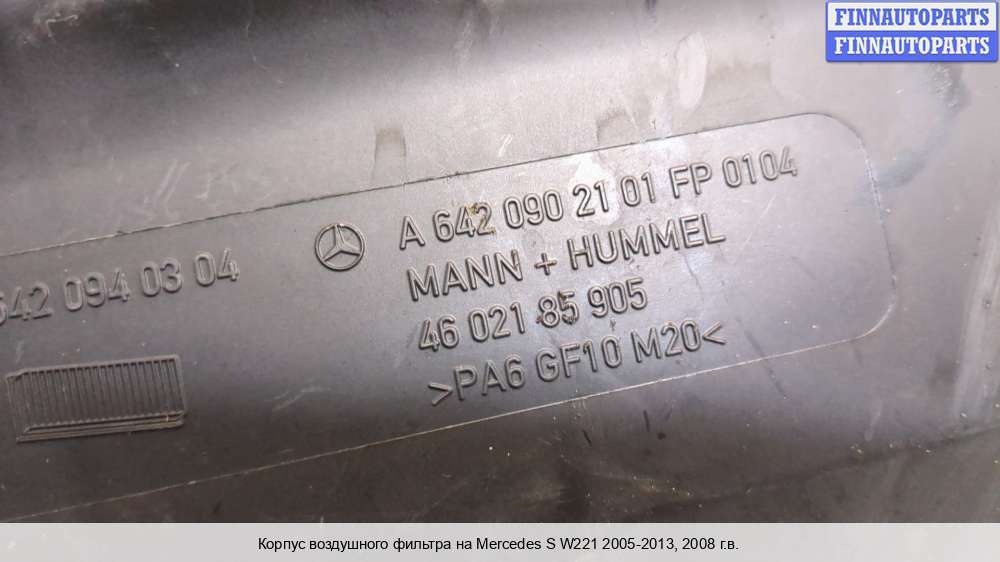 FINNAUTOPARTS
FINNAUTOPARTS
A 642 090 21 01 FP 0104
642 094 03 04
MANN + HUMMEL
46 021 85 905
>PA6 GF10 M20<
Корпус воздушного фильтра на Mercedes S W221 2005-2013, 2008 г.в.